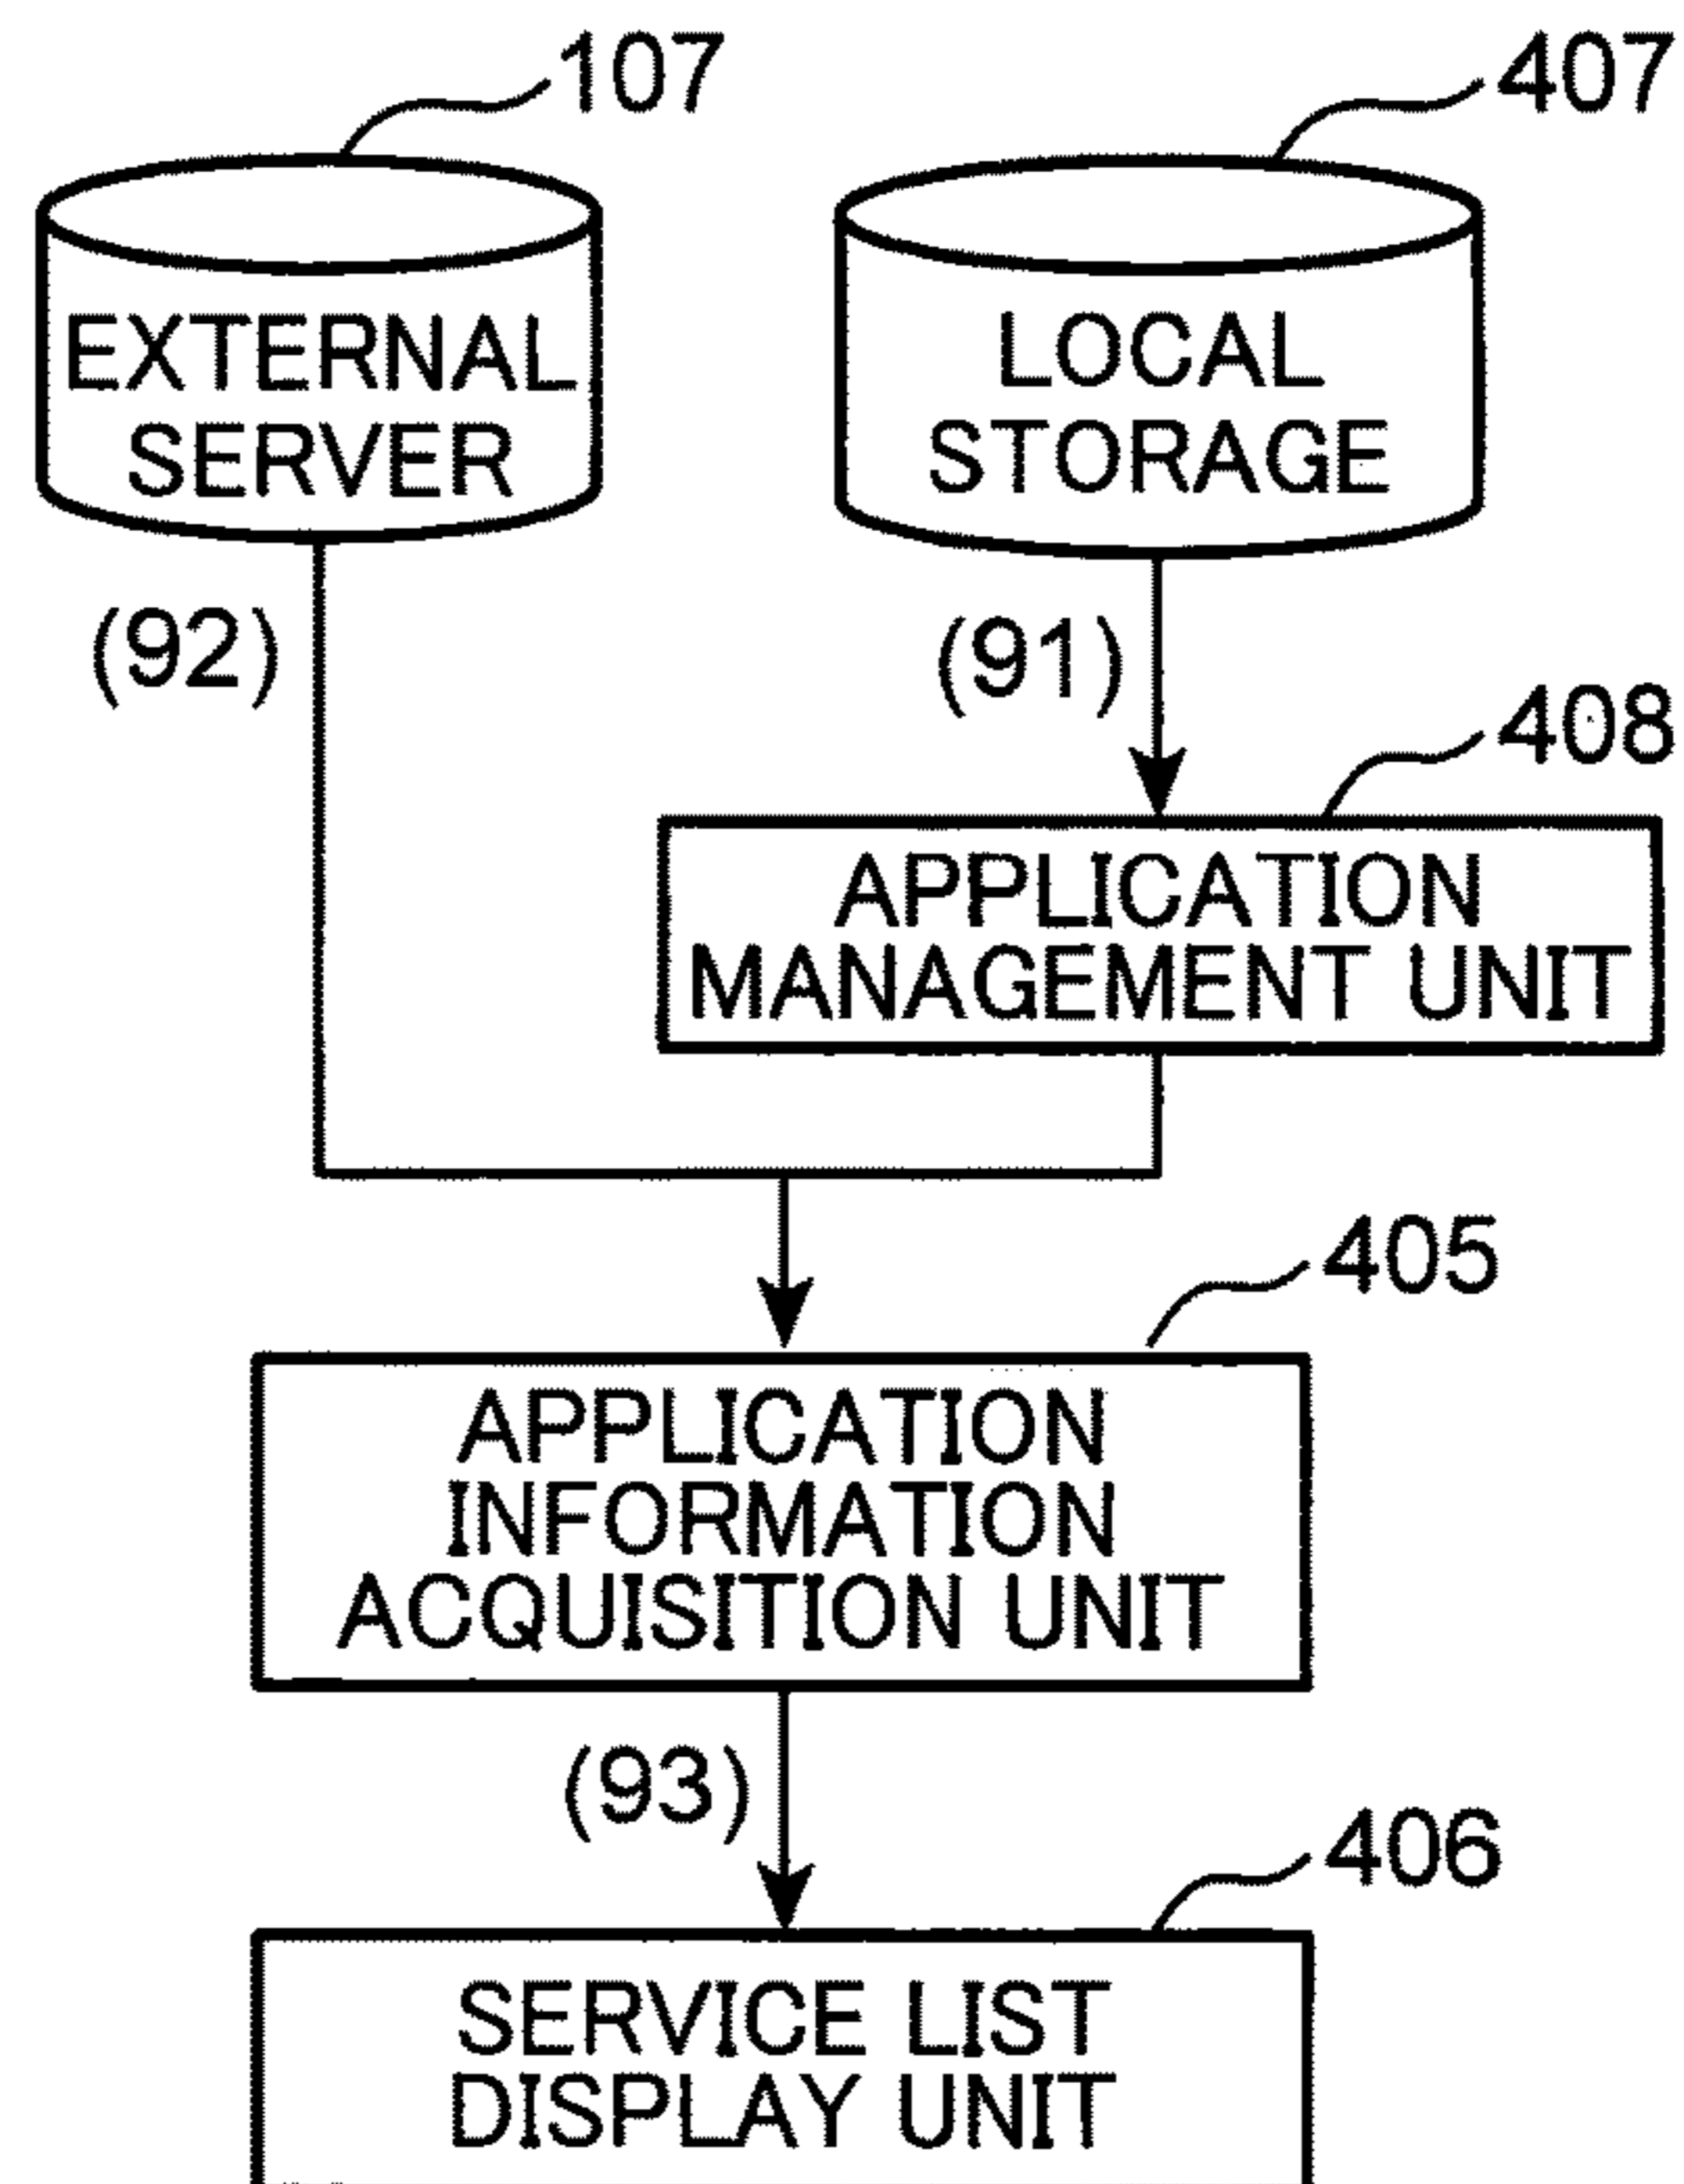 107
407
EXTERNAL
SERVER
LOCAL
STORAGE
(92)
(91)
408
APPLICATION
MANAGEMENT UNIT
405
APPLICATION
INFORMATION
ACQUISITION UNIT
(93)
406
SERVICE LIST
DISPLAY UNIT